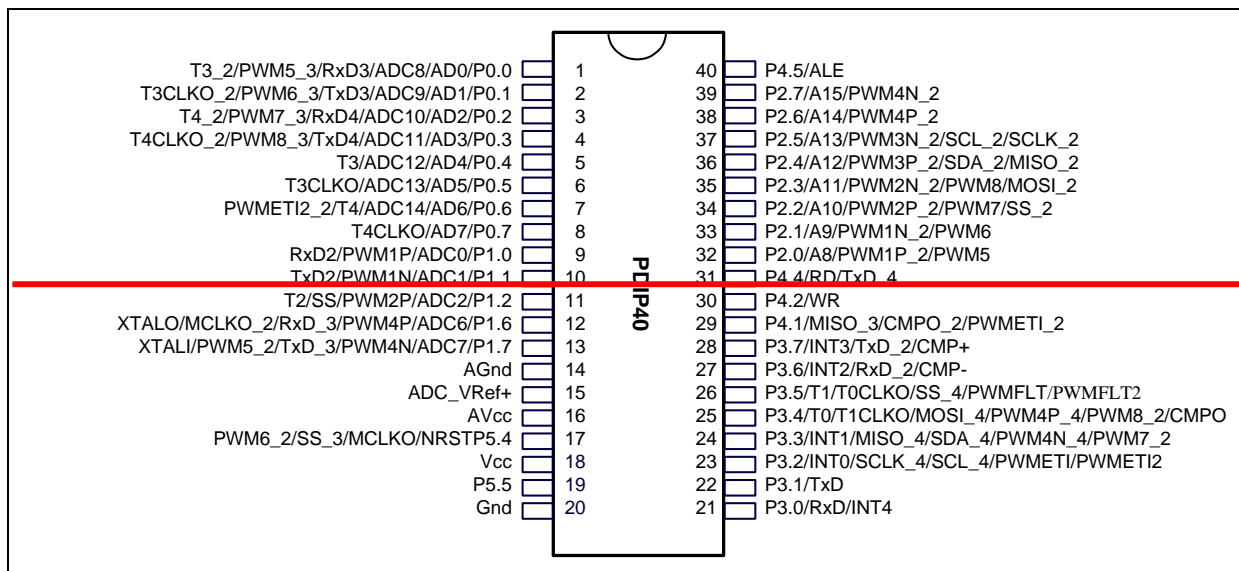 T3_2/PWM5_3/RxD3/ADC8/AD0/P0.0 1 40 P4.5/ALE
T3CLKO_2/PWM6_3/TxD3/ADC9/AD1/P0.1 2 39 P2.7/A15/PWM4N_2
T4_2/PWM7_3/RxD4/ADC10/AD2/P0.2 3 38 P2.6/A14/PWM4P_2
T4CLKO_2/PWM8_3/TxD4/ADC11/AD3/P0.3 4 37 P2.5/A13/PWM3N_2/SCL_2/SCLK_2
T3/ADC12/AD4/P0.4 5 36 P2.4/A12/PWM3P_2/SDA_2/MISO_2
T3CLKO/ADC13/AD5/P0.5 6 35 P2.3/A11/PWM2N_2/PWM8/MOSI_2
PWMETI2_2/T4/ADC14/AD6/P0.6 7 34 P2.2/A10/PWM2P_2/PWM7/SS_2
T4CLKO/AD7/P0.7 8 33 P2.1/A9/PWM1N_2/PWM6
RxD2/PWM1P/ADC0/P1.0 9 32 P2.0/A8/PWM1P_2/PWM5
TxD2/PWM1N/ADC1/P1.1 10 31 P4.4/RD/TxD_4
PDIP40
T2/SS/PWM2P/ADC2/P1.2 11 30 P4.2/WR
XTALO/MCLKO_2/RxD_3/PWM4P/ADC6/P1.6 12 29 P4.1/MISO_3/CMPO_2/PWMETI_2
XTALI/PWM5_2/TxD_3/PWM4N/ADC7/P1.7 13 28 P3.7/INT3/TxD_2/CMP+
AGnd 14 27 P3.6/INT2/RxD_2/CMP-
ADC_VRef+ 15 26 P3.5/T1/T0CLKO/SS_4/PWMFLT/PWMFLT2
AVcc 16 25 P3.4/T0/T1CLKO/MOSI_4/PWM4P_4/PWM8_2/CMPO
PWM6_2/SS_3/MCLKO/NRSTP5.4 17 24 P3.3/INT1/MISO_4/SDA_4/PWM4N_4/PWM7_2
Vcc 18 23 P3.2/INT0/SCLK_4/SCL_4/PWMETI/PWMETI2
P5.5 19 22 P3.1/TxD
Gnd 20 21 P3.0/RxD/INT4